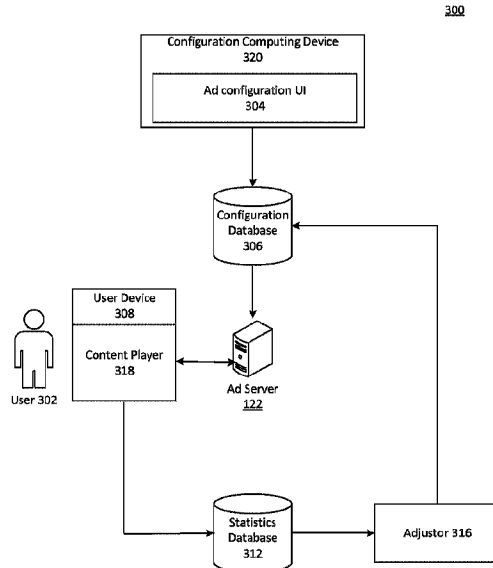 300
Configuration Computing Device
320
Ad configuration UI
304
Configuration
Database
306
User Device
308
Content Player
318
User 302
Ad Server
122
Statistics
Database
312
Adjustor 316